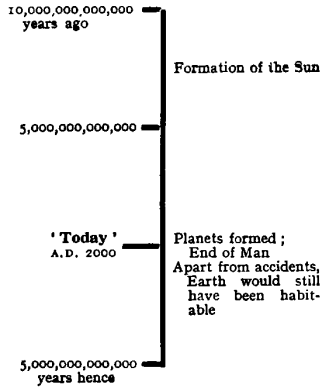 10,000,000,000,000
years ago
Formation of the Sun
5,000,000,000,000
‘Today’
A.D. 2000
Planets formed;
End of Man
Apart from accidents,
Earth would still
have been habit-
able
5,000,000,000,000
years hence